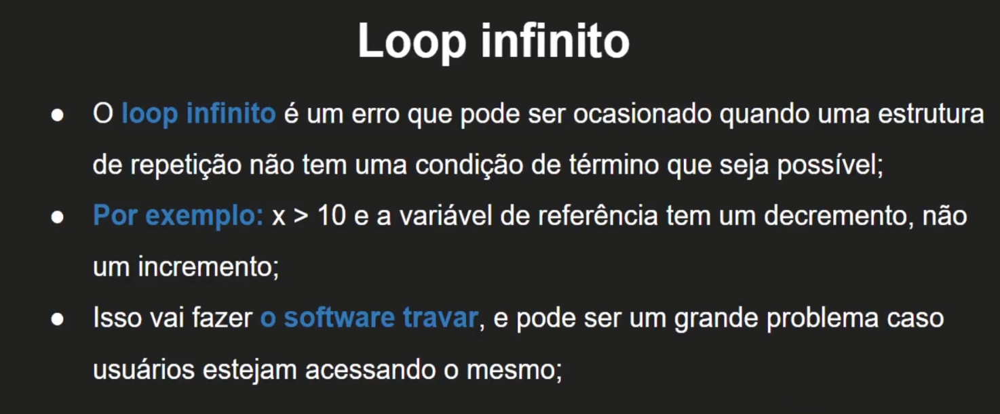 Loop infinito
● O loop infinito é um erro que pode ser ocasionado quando uma estrutura
de repetição não tem uma condição de término que seja possível;
● Por exemplo: x > 10 e a variável de referência tem um decremento, não
um incremento;
● Isso vai fazer o software travar, e pode ser um grande problema caso
usuários estejam acessando o mesmo;